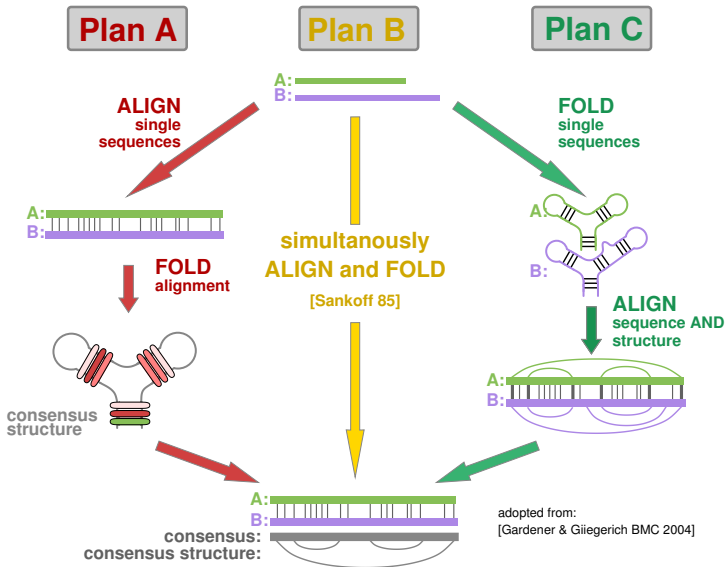 Plan A
Plan B
Plan C
A:
B:
ALIGN
single
sequences
FOLD
single
sequences
A:
B:
A:
B:
simultanously
ALIGN and FOLD
[Sankoff 85]
FOLD
alignment
ALIGN
sequence AND
structure
consensus
structure
A:
B:
A:
B:
consensus:
consensus structure:
adopted from:
[Gardener & Giiegerich BMC 2004]